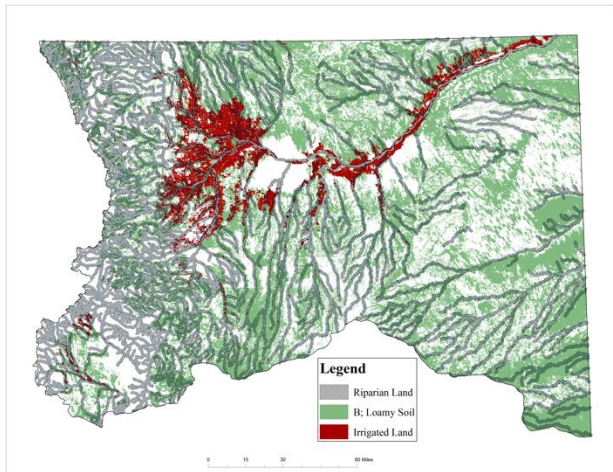 Legend
Riparian Land
B; Loamy Soil
Irrigated Land
0 15 30 60 Miles